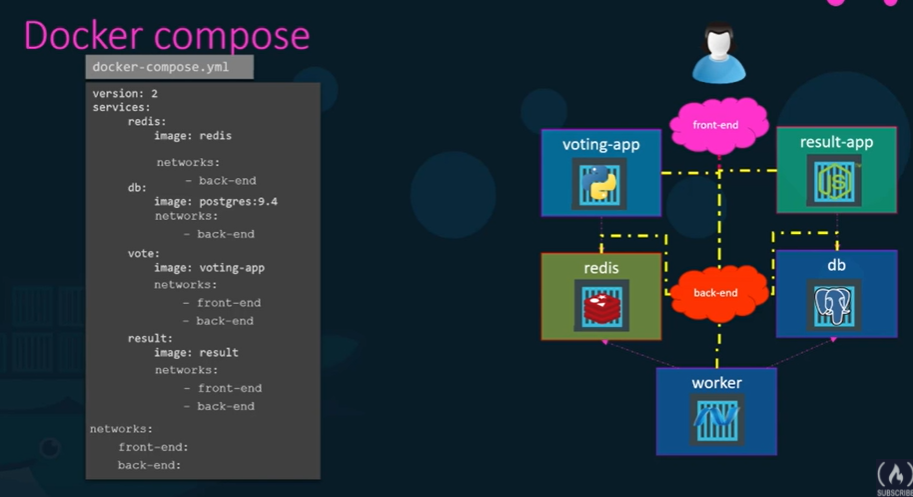 Docker compose
docker-compose.yml
version: 2
services:
redis:
image: redis
networks:
- back-end
db:
image: postgres:9.4
networks:
- back-end
vote:
image: voting-app
networks:
- front-end
- back-end
result:
image: result
networks:
- front-end
- back-end
networks:
front-end:
back-end:
front-end
voting-app
result-app
JS
redis
back-end
db
worker
SUBSCRIBE